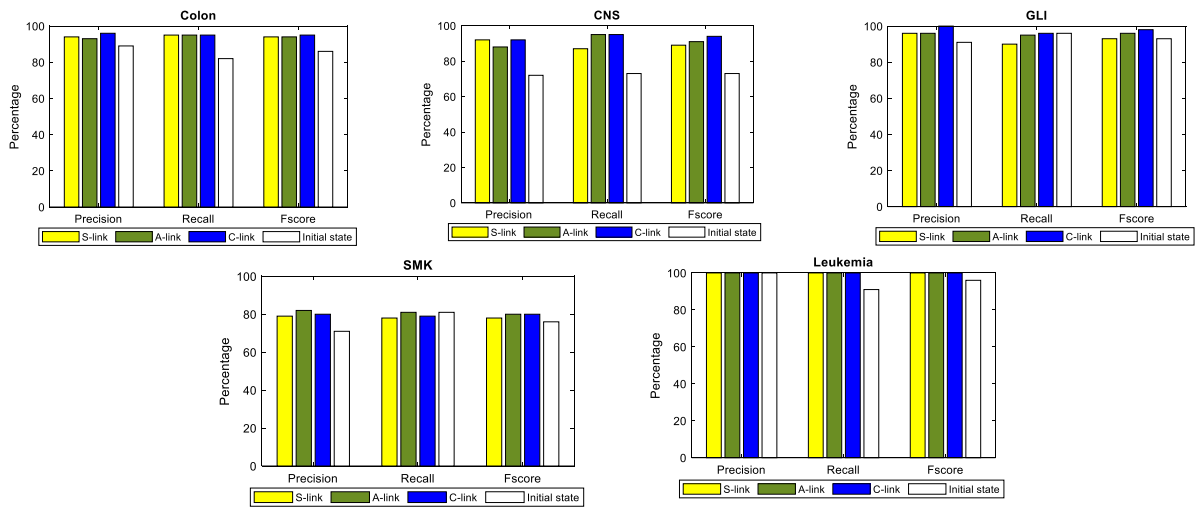 Colon
100
80
60
40
20
0
Percentage
Precision Recall Fscore
S-link A-link C-link Initial state
CNS
100
80
60
40
20
0
Percentage
Precision Recall Fscore
S-link A-link C-link Initial state
GLI
100
80
60
40
20
0
Percentage
Precision Recall Fscore
S-link A-link C-link Initial state
SMK
100
80
60
40
20
0
Percentage
Precision Recall Fscore
S-link A-link C-link Initial state
Leukemia
100
80
60
40
20
0
Percentage
Precision Recall Fscore
S-link A-link C-link Initial state